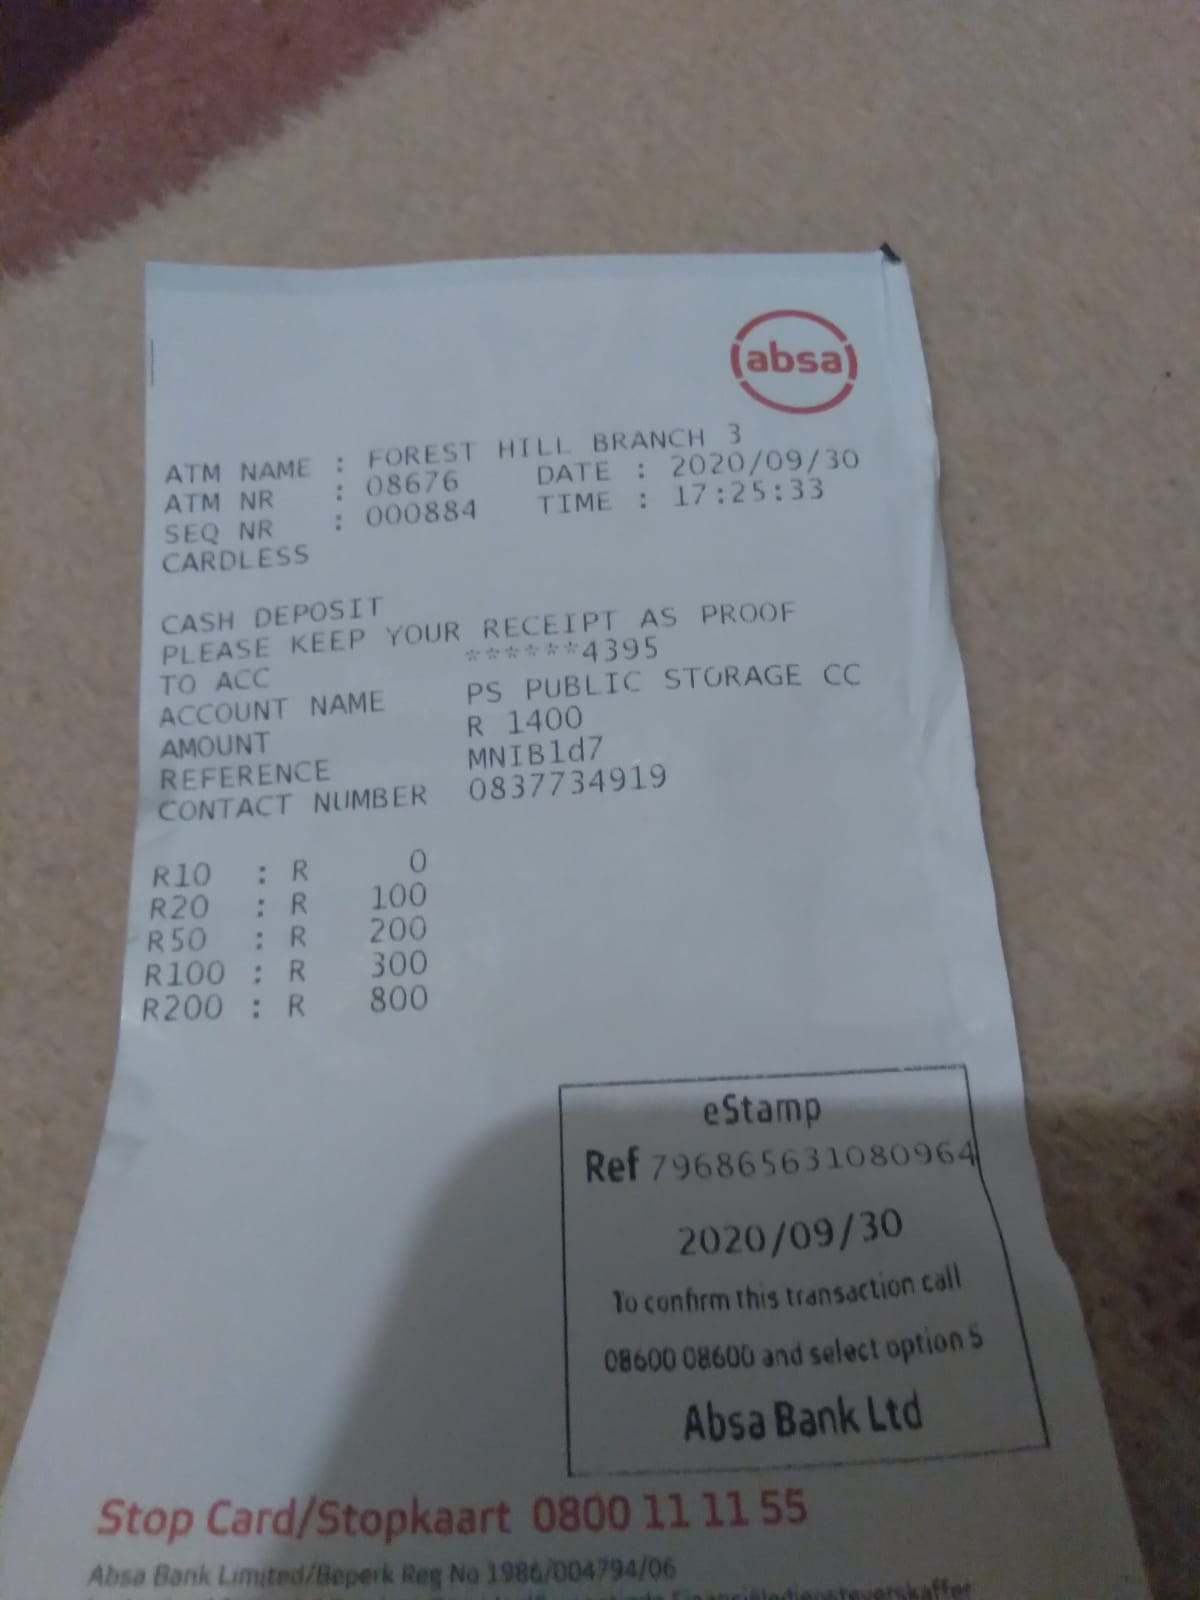 absa
ATM NAME : FOREST HILL BRANCH 3
ATM NR : 08676 DATE : 2020/09/30
SEQ NR : 000884 TIME : 17:25:33
CARDLESS
CASH DEPOSIT
PLEASE KEEP YOUR RECEIPT AS PROOF
TO ACC ******4395
ACCOUNT NAME PS PUBLIC STORAGE CC
AMOUNT R 1400
REFERENCE MNIB1d7
CONTACT NUMBER 0837734919
R10 : R 0
R20 : R 100
R50 : R 200
R100 : R 300
R200 : R 800
eStamp
Ref 796865631080964
2020/09/30
To confirm this transaction call
08600 08600 and select option 5
Absa Bank Ltd
Stop Card/Stopkaart 0800 11 11 55
Absa Bank Limited/Beperk Reg No 1986/004794/06